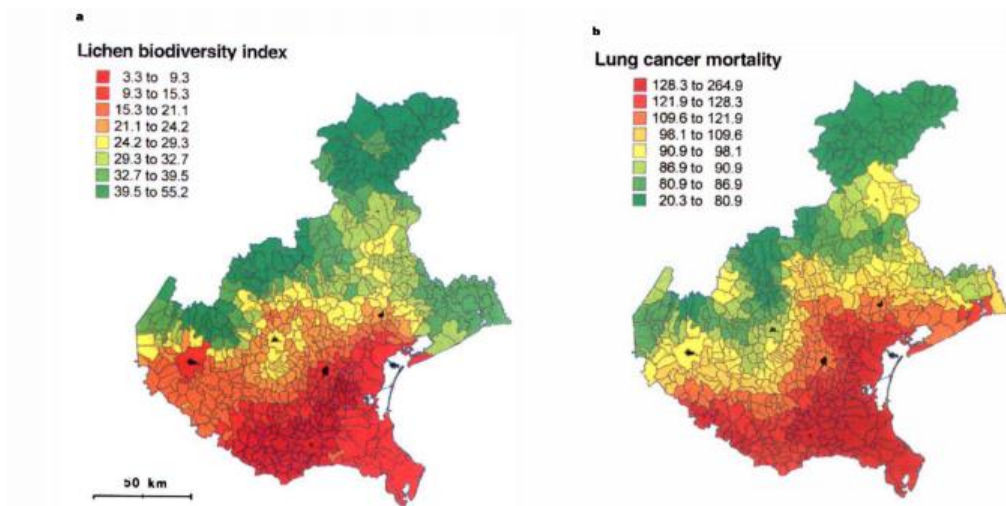 a
Lichen biodiversity index
3.3 to 9.3
9.3 to 15.3
15.3 to 21.1
21.1 to 24.2
24.2 to 29.3
29.3 to 32.7
32.7 to 39.5
39.5 to 55.2
50 km
b
Lung cancer mortality
128.3 to 264.9
121.9 to 128.3
109.6 to 121.9
98.1 to 109.6
90.9 to 98.1
86.9 to 90.9
80.9 to 86.9
20.3 to 80.9